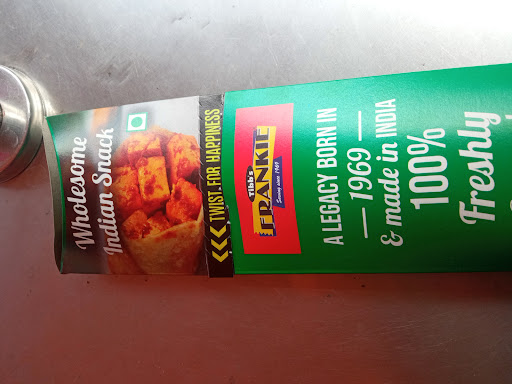 Wholesome
Indian Snack
TWIST FOR HAPPINESS
Tibb's
FRANKIE
Serving since 1969
A LEGACY BORN IN
1969
& made in INDIA
100%
Freshly